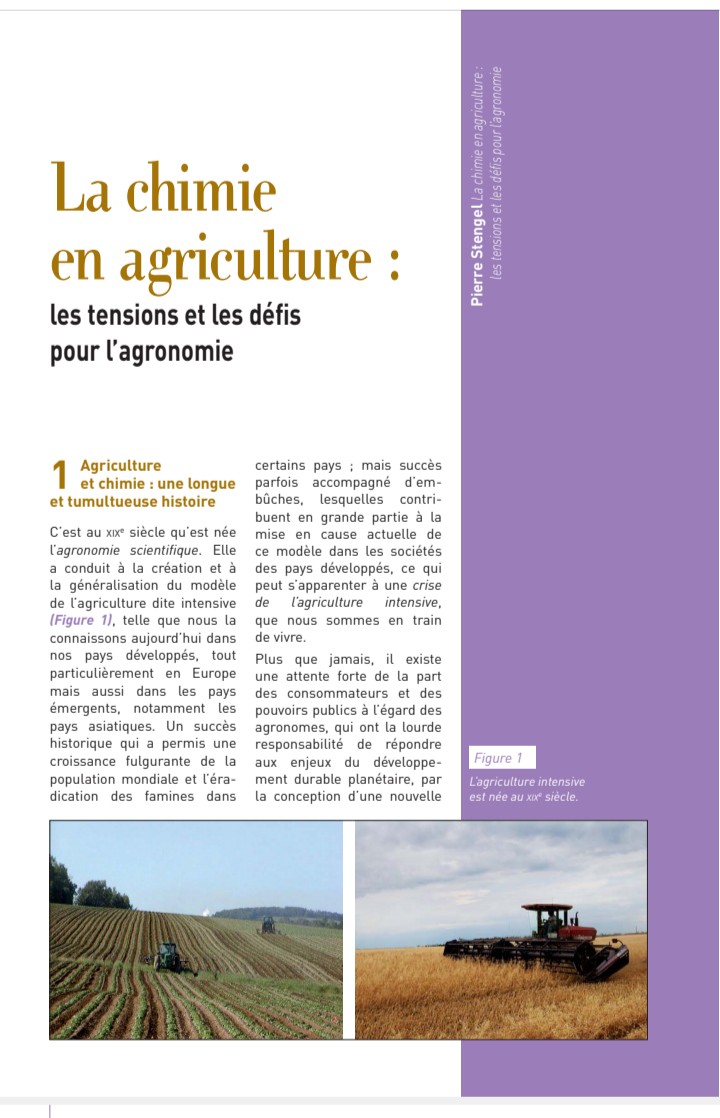 Pierre Stengel La chimie en agriculture :
les tensions et les défis pour l'agronomie
La chimie
en agriculture :
les tensions et les défis
pour l'agronomie
1 Agriculture
et chimie : une longue
et tumultueuse histoire
C'est au XIXe siècle qu'est née
l'agronomie scientifique. Elle
a conduit à la création et à
la généralisation du modèle
de l'agriculture dite intensive
(Figure 1), telle que nous la
connaissons aujourd'hui dans
nos pays développés, tout
particulièrement en Europe
mais aussi dans les pays
émergents, notamment les
pays asiatiques. Un succès
historique qui a permis une
croissance fulgurante de la
population mondiale et l'éra-
dication des famines dans
certains pays ; mais succès
parfois accompagné d'em-
bûches, lesquelles contri-
buent en grande partie à la
mise en cause actuelle de
ce modèle dans les sociétés
des pays développés, ce qui
peut s'apparenter à une crise
de l'agriculture intensive,
que nous sommes en train
de vivre.
Plus que jamais, il existe
une attente forte de la part
des consommateurs et des
pouvoirs publics à l'égard des
agronomes, qui ont la lourde
responsabilité de répondre
aux enjeux du développe-
ment durable planétaire, par
la conception d'une nouvelle
Figure 1
L'agriculture intensive
est née au XIXe siècle.